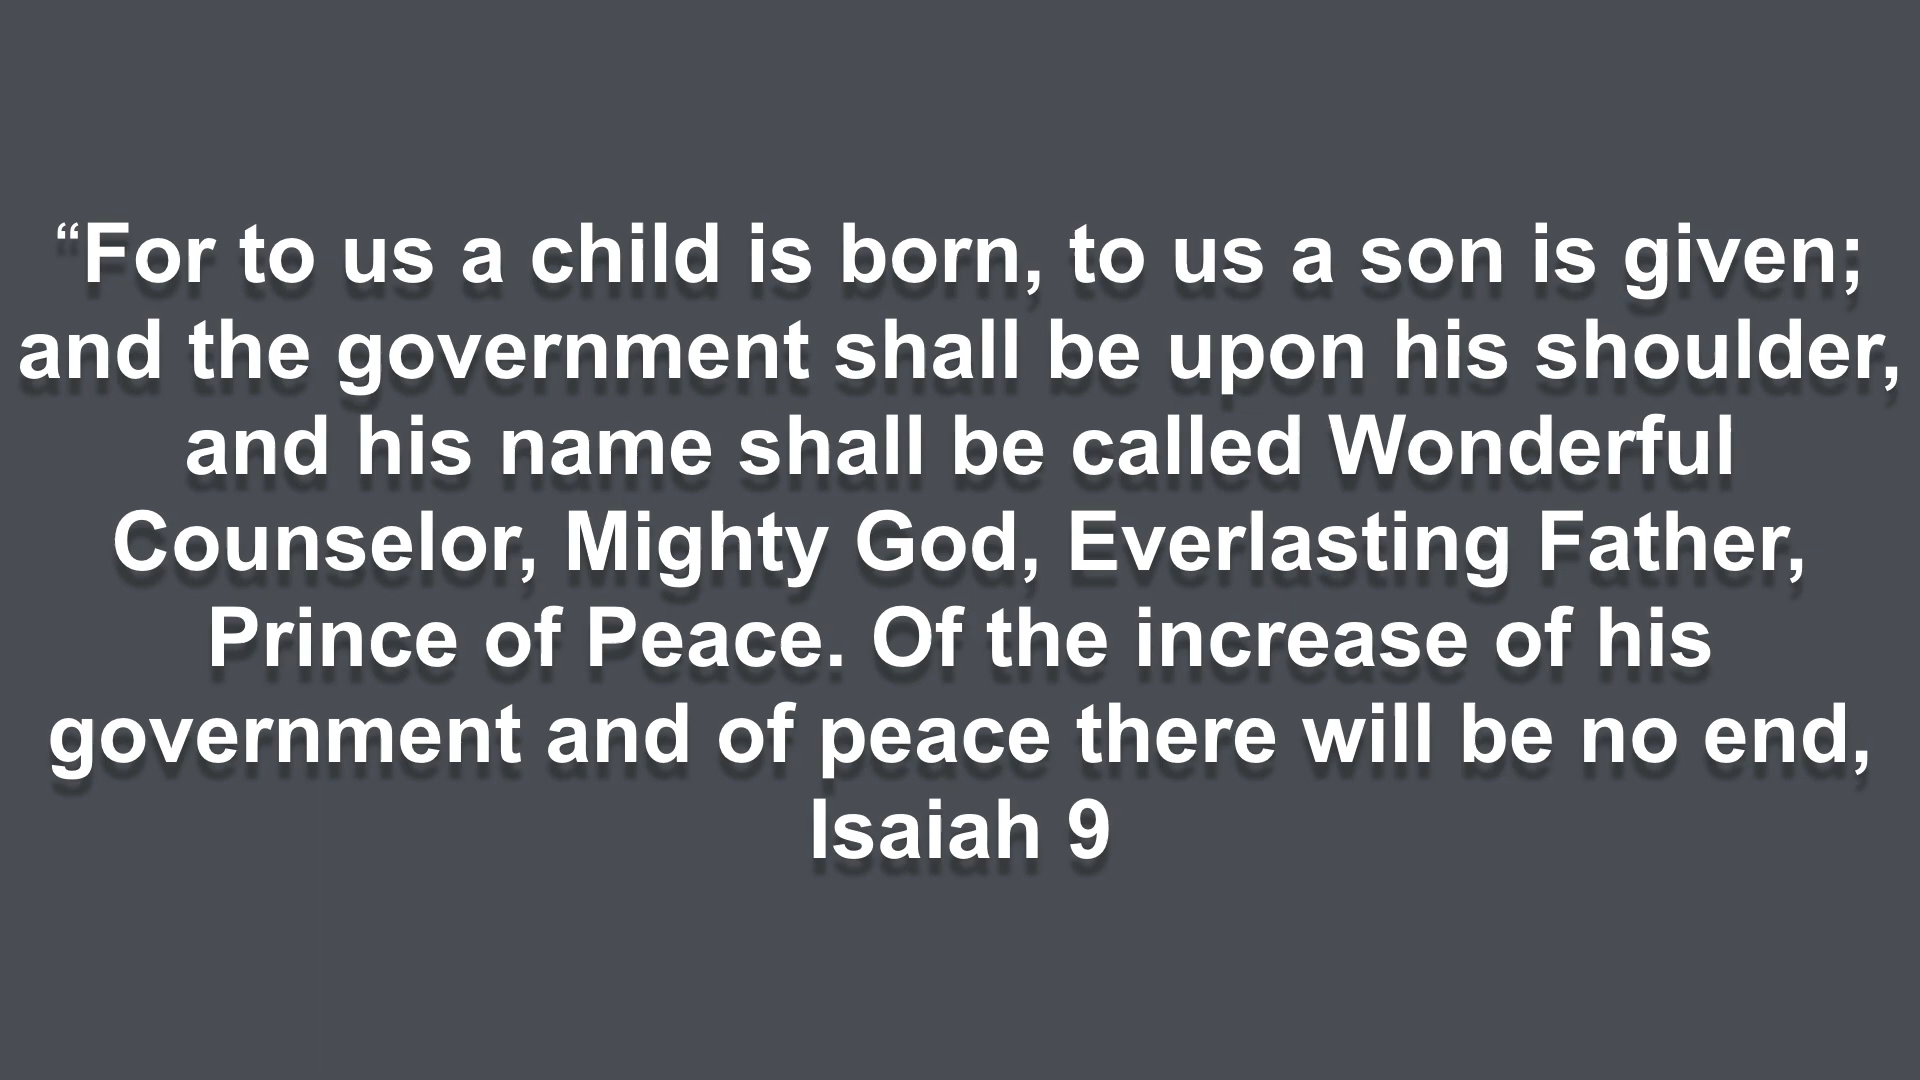 “For to us a child is born, to us a son is given;
and the government shall be upon his shoulder,
and his name shall be called Wonderful
Counselor, Mighty God, Everlasting Father,
Prince of Peace. Of the increase of his
government and of peace there will be no end,
Isaiah 9